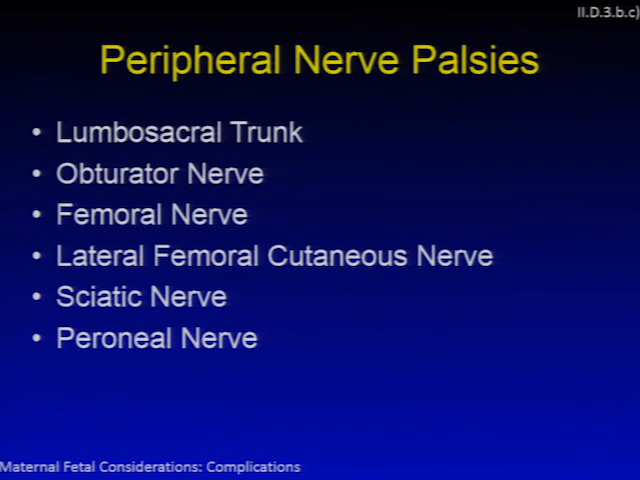 II.D.3.b.c)
Peripheral Nerve Palsies
• Lumbosacral Trunk
• Obturator Nerve
• Femoral Nerve
• Lateral Femoral Cutaneous Nerve
• Sciatic Nerve
• Peroneal Nerve
Maternal Fetal Considerations: Complications